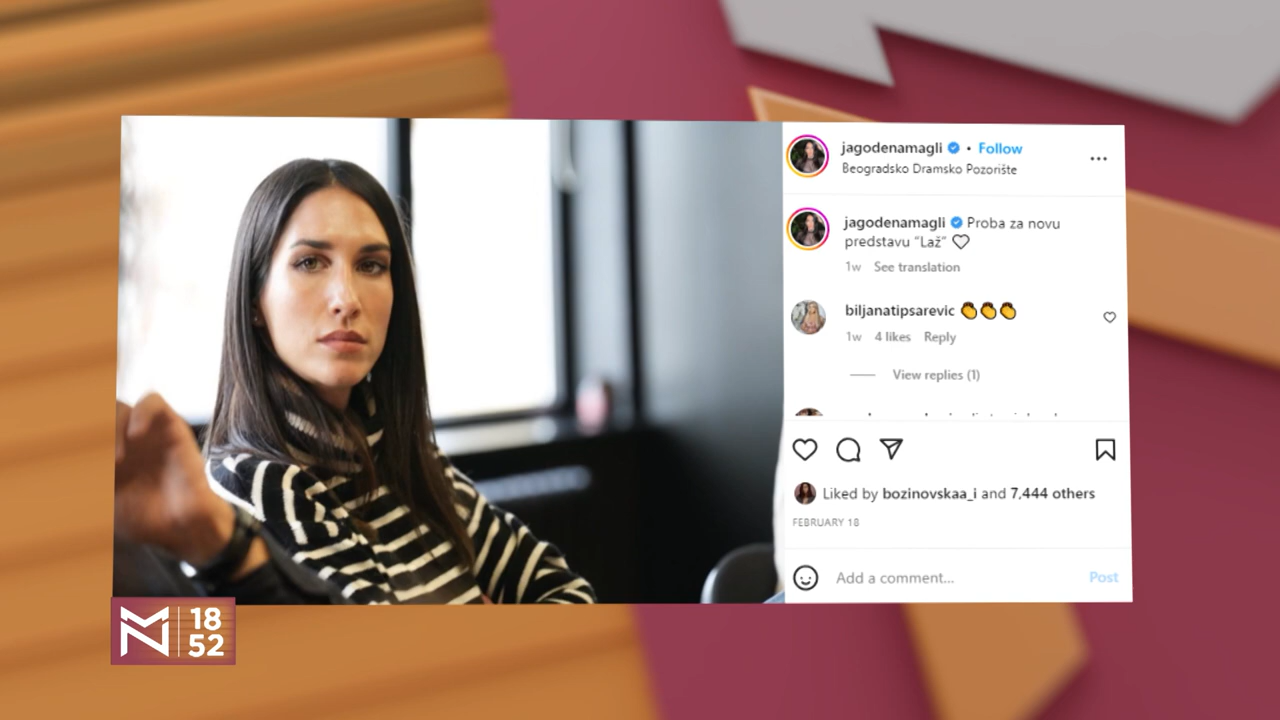 jagodenamagli • Follow
Beogradsko Dramsko Pozorište
jagodenamagli Proba za novu
predstavu “Laž” ♡
1w See translation
biljanatipsarevic 👏👏👏
1w 4 likes Reply
View replies (1)
Liked by bozinovskaa_i and 7,444 others
FEBRUARY 18
Add a comment... Post
18
52